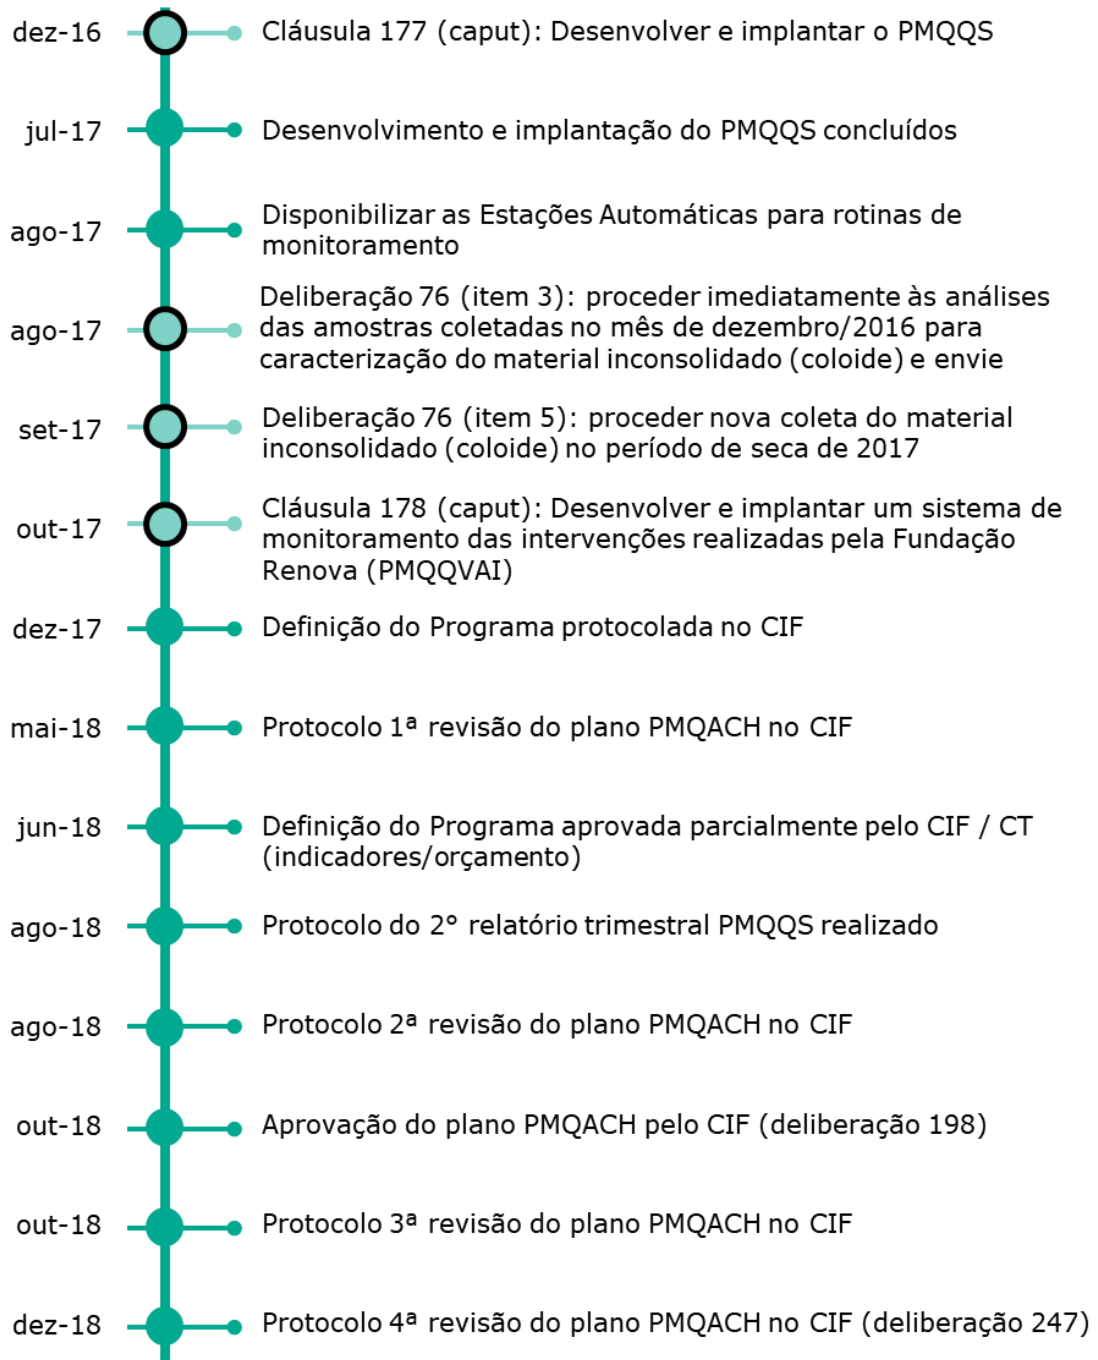 dez-16 Cláusula 177 (caput): Desenvolver e implantar o PMQQS
jul-17 Desenvolvimento e implantação do PMQQS concluídos
ago-17 Disponibilizar as Estações Automáticas para rotinas de
monitoramento
ago-17 Deliberação 76 (item 3): proceder imediatamente às análises
das amostras coletadas no mês de dezembro/2016 para
caracterização do material inconsolidado (coloide) e envie
set-17 Deliberação 76 (item 5): proceder nova coleta do material
inconsolidado (coloide) no período de seca de 2017
out-17 Cláusula 178 (caput): Desenvolver e implantar um sistema de
monitoramento das intervenções realizadas pela Fundação
Renova (PMQQVAI)
dez-17 Definição do Programa protocolada no CIF
mai-18 Protocolo 1ª revisão do plano PMQACH no CIF
jun-18 Definição do Programa aprovada parcialmente pelo CIF / CT
(indicadores/orçamento)
ago-18 Protocolo do 2° relatório trimestral PMQQS realizado
ago-18 Protocolo 2ª revisão do plano PMQACH no CIF
out-18 Aprovação do plano PMQACH pelo CIF (deliberação 198)
out-18 Protocolo 3ª revisão do plano PMQACH no CIF
dez-18 Protocolo 4ª revisão do plano PMQACH no CIF (deliberação 247)